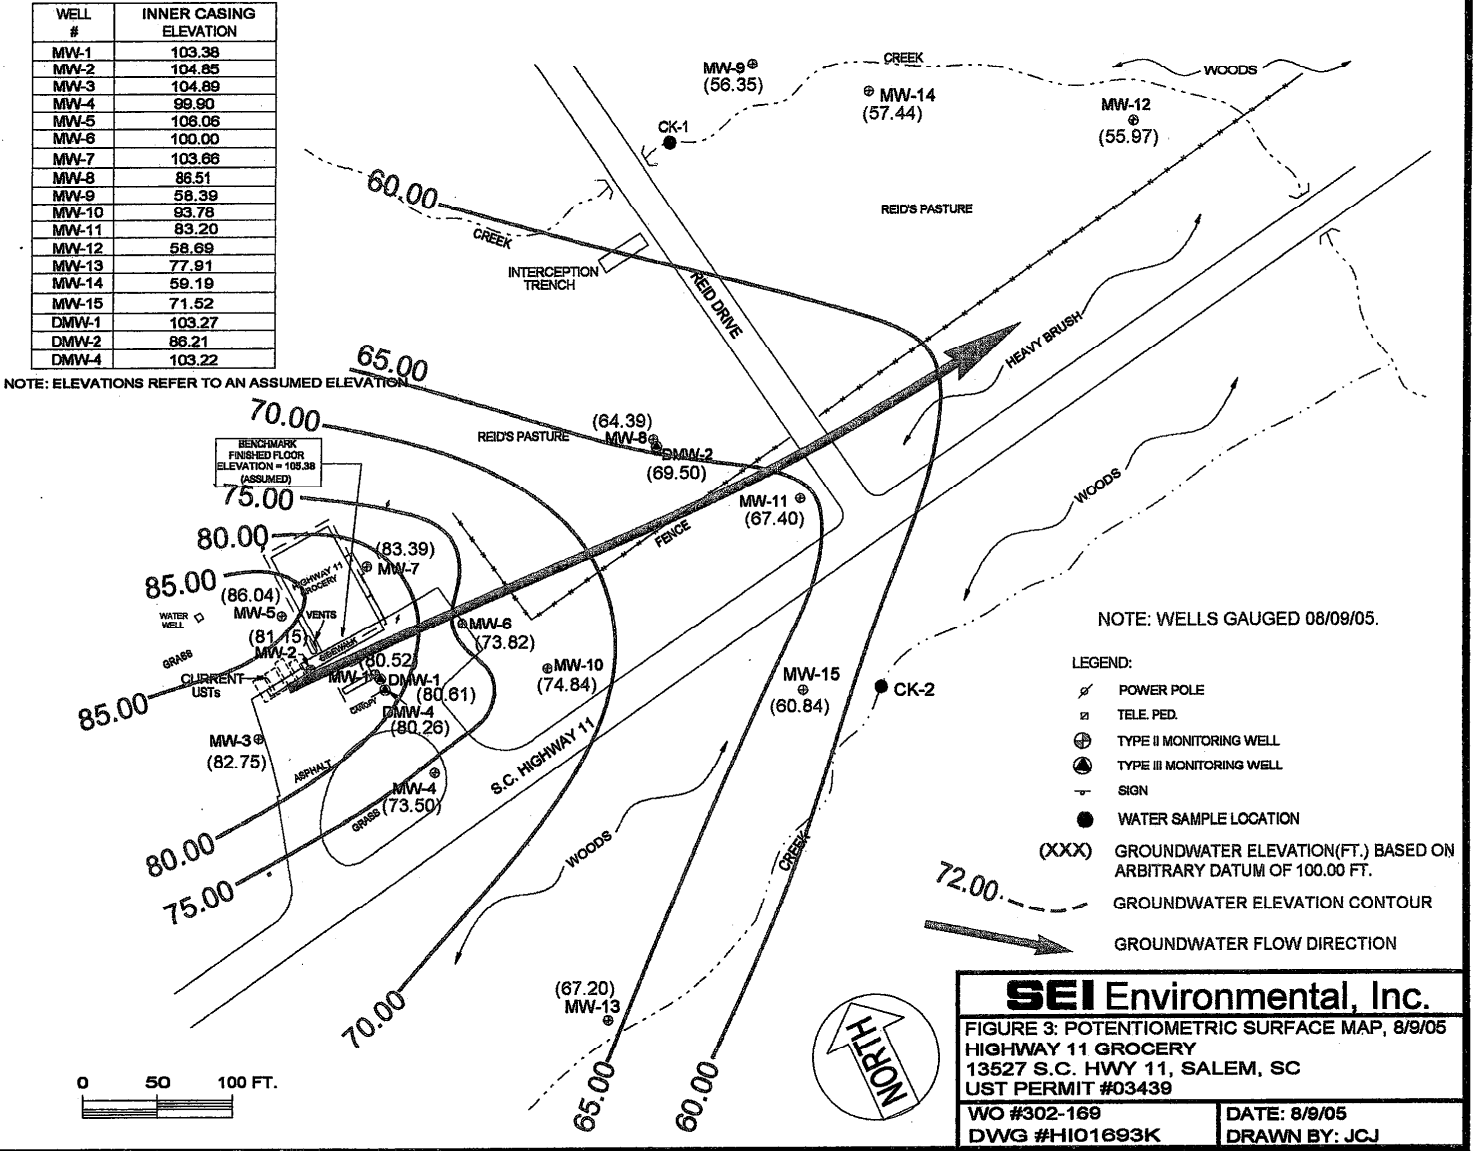 WELL # INNER CASING ELEVATION
MW-1 103.38
MW-2 104.85
MW-3 104.89
MW-4 99.90
MW-5 106.06
MW-6 100.00
MW-7 103.66
MW-8 86.51
MW-9 58.39
MW-10 93.78
MW-11 83.20
MW-12 58.69
MW-13 77.91
MW-14 59.19
MW-15 71.52
DMW-1 103.27
DMW-2 86.21
DMW-4 103.22
NOTE: ELEVATIONS REFER TO AN ASSUMED ELEVATION
MW-9
(56.35)
CREEK
MW-14
(57.44)
WOODS
MW-12
(55.97)
CK-1
60.00
CREEK
REID'S PASTURE
INTERCEPTION
TRENCH
REID DRIVE
HEAVY BRUSH
65.00
70.00
(64.39)
MW-8
REID'S PASTURE
DMW-2
(69.50)
BENCHMARK
FINISHED FLOOR
ELEVATION = 105.38
(ASSUMED)
75.00
MW-11
(67.40)
WOODS
FENCE
80.00
(83.39)
MW-7
HIGHWAY 11
GROCERY
85.00
(86.04)
MW-5
WATER
WELL
VENTS
(81.15)
MW-2
SIDEWALK
MW-6
(73.82)
GRASS
CURRENT
USTs
(80.52)
MW-1
DMW-1
(80.61)
CANOPY
DMW-4
(80.26)
MW-10
(74.84)
MW-15
(60.84)
CK-2
85.00
MW-3
(82.75)
ASPHALT
S.C. HIGHWAY 11
MW-4
(73.50)
GRASS
80.00
75.00
WOODS
CREEK
70.00
(67.20)
MW-13
65.00
60.00
0 50 100 FT.
NORTH
NOTE: WELLS GAUGED 08/09/05.
LEGEND:
POWER POLE
TELE. PED.
TYPE II MONITORING WELL
TYPE III MONITORING WELL
SIGN
WATER SAMPLE LOCATION
(XXX) GROUNDWATER ELEVATION(FT.) BASED ON
ARBITRARY DATUM OF 100.00 FT.
72.00 GROUNDWATER ELEVATION CONTOUR
GROUNDWATER FLOW DIRECTION
SEI Environmental, Inc.
FIGURE 3: POTENTIOMETRIC SURFACE MAP, 8/9/05
HIGHWAY 11 GROCERY
13527 S.C. HWY 11, SALEM, SC
UST PERMIT #03439
WO #302-169
DWG #HI01693K
DATE: 8/9/05
DRAWN BY: JCJ